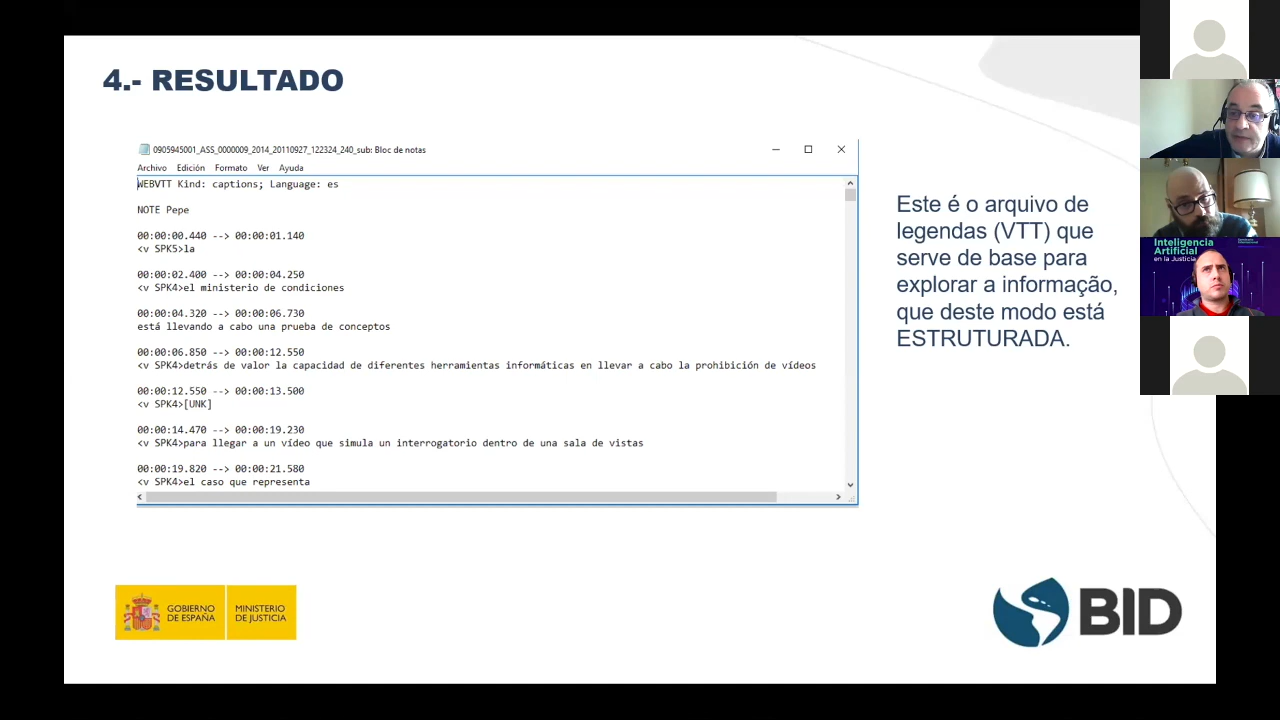 4.- RESULTADO
0905945001_ASS_0000009_2014_20110927_122324_240_sub: Bloc de notas
Archivo Edición Formato Ver Ayuda
WEBVTT Kind: captions; Language: es
NOTE Pepe
00:00:00.440 --> 00:00:01.140
<v SPK5>la
00:00:02.400 --> 00:00:04.250
<v SPK4>el ministerio de condiciones
00:00:04.320 --> 00:00:06.730
está llevando a cabo una prueba de conceptos
00:00:06.850 --> 00:00:12.550
<v SPK4>detrás de valor la capacidad de diferentes herramientas informáticas en llevar a cabo la prohibición de vídeos
00:00:12.550 --> 00:00:13.500
<v SPK4>[UNK]
00:00:14.470 --> 00:00:19.230
<v SPK4>para llegar a un vídeo que simula un interrogatorio dentro de una sala de vistas
00:00:19.820 --> 00:00:21.580
<v SPK4>el caso que representa
Este é o arquivo de
legendas (VTT) que
serve de base para
explorar a informação,
que deste modo está
ESTRUTURADA.
Inteligencia
Artificial
en la Justicia
GOBIERNO
DE ESPAÑA
MINISTERIO
DE JUSTICIA
BID